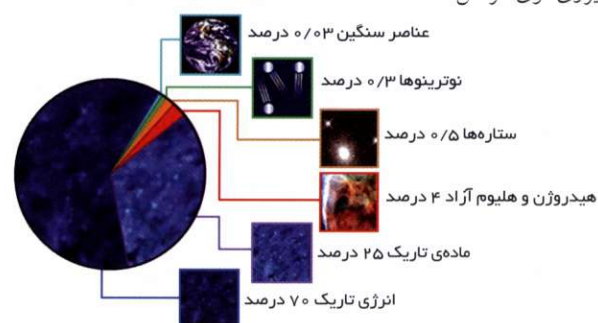 عناصر سنگین ۰/۰۳ درصد
نوترینوها ۰/۳ درصد
ستاره‌ها ۰/۵ درصد
هیدروژن و هلیوم آزاد ۴ درصد
ماده‌ی تاریک ۲۵ درصد
انرژی تاریک ۷۰ درصد